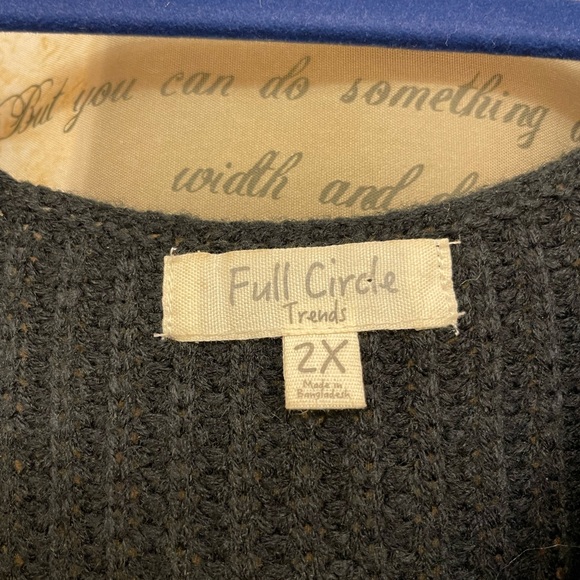 But you can do something
width and
Full Circle
Trends
2X
Made in
Bangladesh